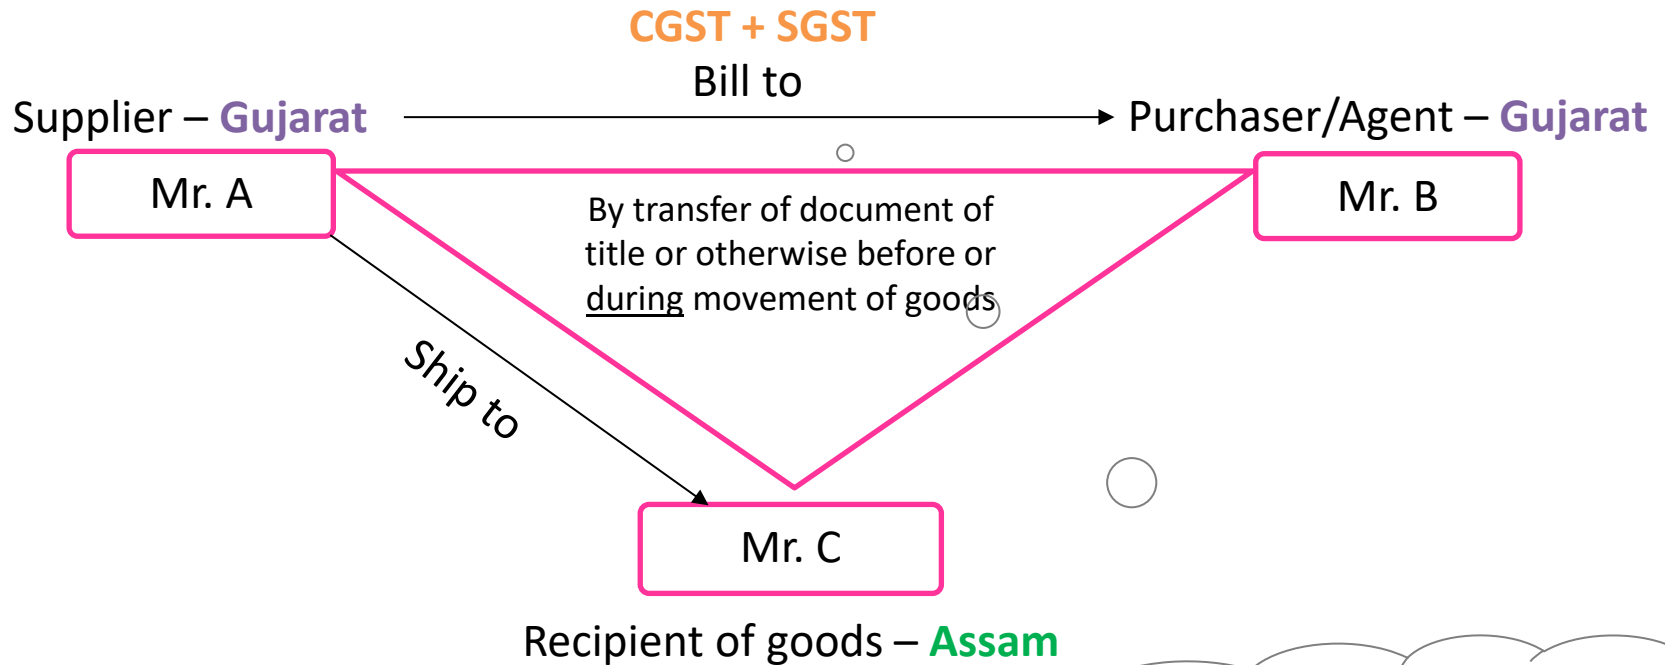 CGST + SGST
Bill to
Supplier – Gujarat
Purchaser/Agent – Gujarat
Mr. A
Mr. B
By transfer of document of
title or otherwise before or
during movement of goods
Ship to
Mr. C
Recipient of goods – Assam